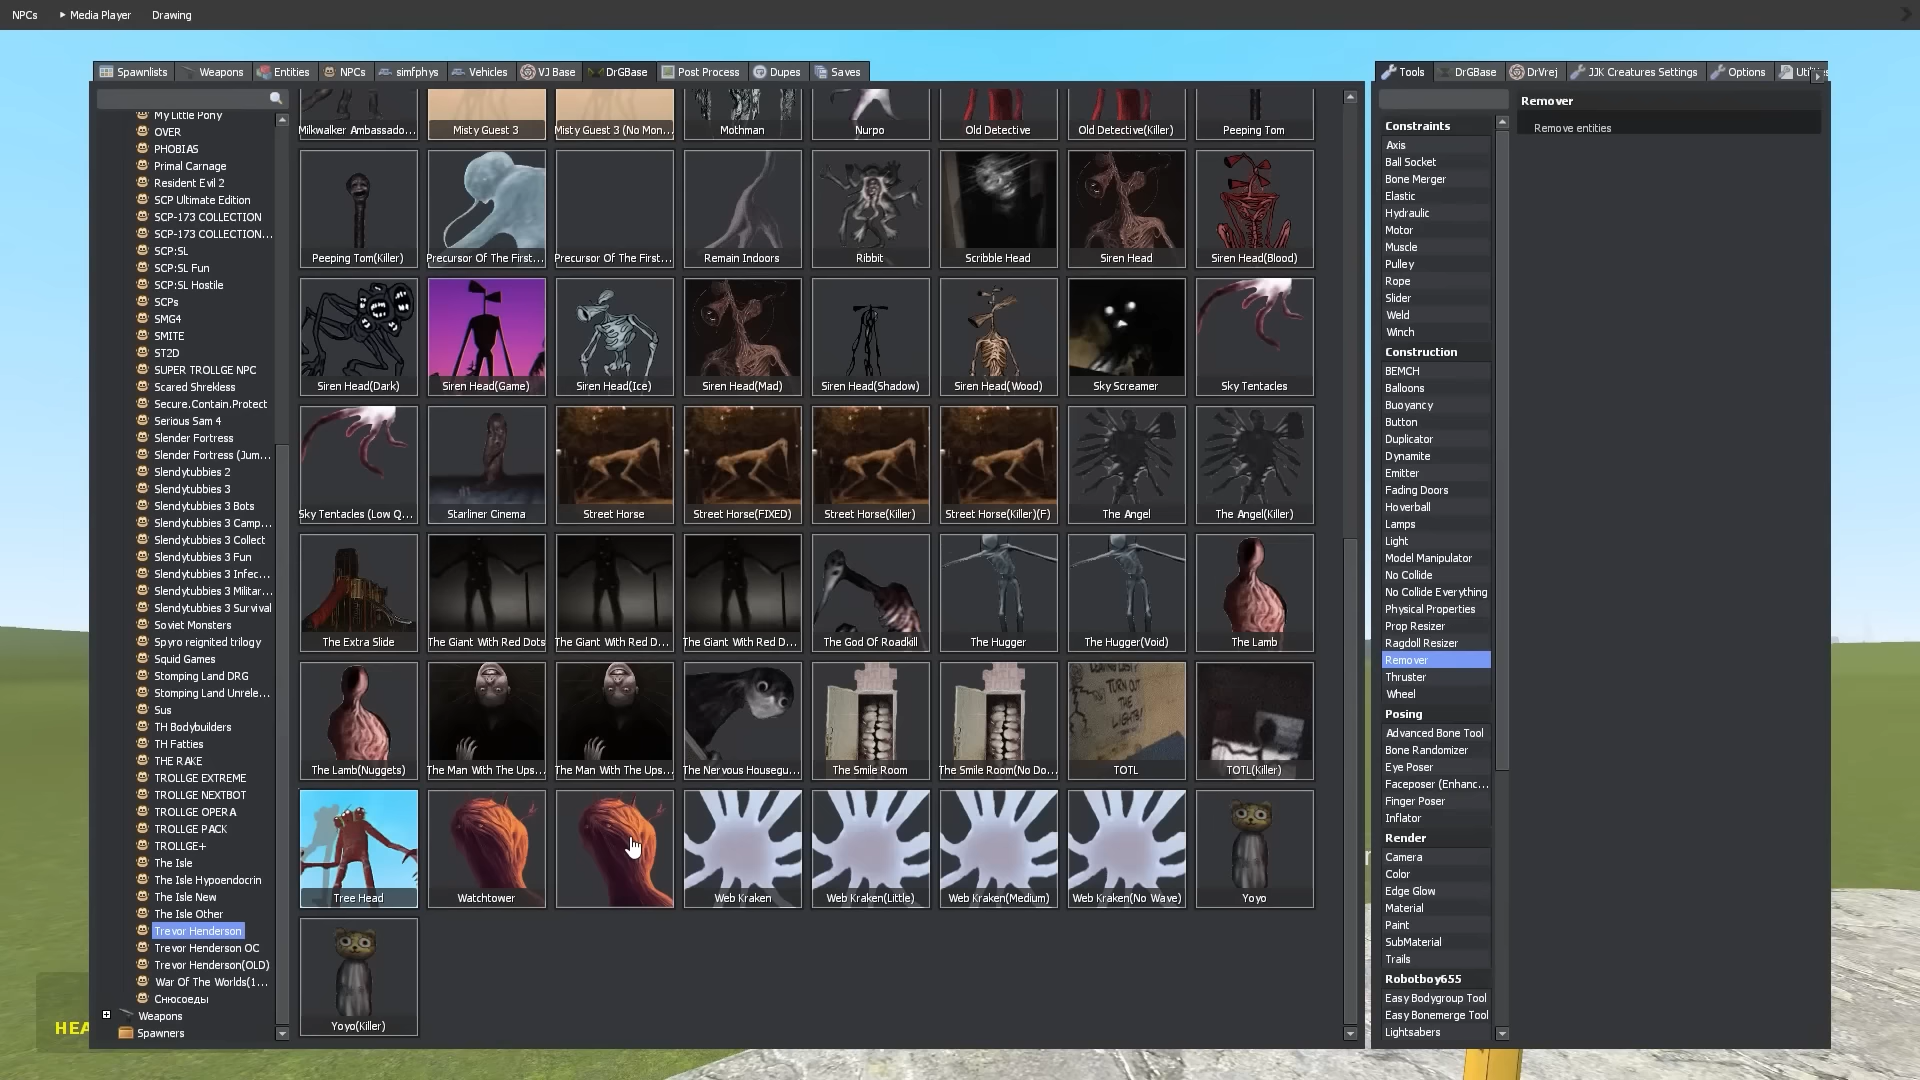 NPCs
Media Player
Drawing
Spawnlists
Weapons
Entities
NPCs
simfphys
Vehicles
VJ Base
DrGBase
Post Process
Dupes
Saves
My Little Pony
OVER
PHOBIAS
Primal Carnage
Resident Evil 2
SCP Ultimate Edition
SCP-173 COLLECTION
SCP-173 COLLECTION...
SCP:SL
SCP:SL Fun
SCP:SL Hostile
SCPs
SMG4
SMITE
ST2D
SUPER TROLLGE NPC
Scared Shrekless
Secure.Contain.Protect
Serious Sam 4
Slender Fortress
Slender Fortress (Jum...
Slendytubbies 2
Slendytubbies 3
Slendytubbies 3 Bots
Slendytubbies 3 Camp...
Slendytubbies 3 Collect
Slendytubbies 3 Fun
Slendytubbies 3 Infec...
Slendytubbies 3 Militar...
Slendytubbies 3 Survival
Soviet Monsters
Spyro reignited trilogy
Squid Games
Stomping Land DRG
Stomping Land Unrele...
Sus
TH Bodybuilders
TH Fatties
THE RAKE
TROLLGE EXTREME
TROLLGE NEXTBOT
TROLLGE OPERA
TROLLGE PACK
TROLLGE+
The Isle
The Isle Hypoendocrin
The Isle New
The Isle Other
Trevor Henderson
Trevor Henderson OC
Trevor Henderson(OLD)
War Of The Worlds(1...
Снюсоеды
Weapons
Spawners
HEA
Milkwalker Ambassado...
Misty Guest 3
Misty Guest 3 (No Mon...
Mothman
Nurpo
Old Detective
Old Detective(Killer)
Peeping Tom
Peeping Tom(Killer)
Precursor Of The First...
Precursor Of The First...
Remain Indoors
Ribbit
Scribble Head
Siren Head
Siren Head(Blood)
Siren Head(Dark)
Siren Head(Game)
Siren Head(Ice)
Siren Head(Mad)
Siren Head(Shadow)
Siren Head(Wood)
Sky Screamer
Sky Tentacles
Sky Tentacles (Low Q...
Starliner Cinema
Street Horse
Street Horse(FIXED)
Street Horse(Killer)
Street Horse(Killer)(F)
The Angel
The Angel(Killer)
The Extra Slide
The Giant With Red Dots
The Giant With Red D...
The Giant With Red D...
The God Of Roadkill
The Hugger
The Hugger(Void)
The Lamb
The Lamb(Nuggets)
The Man With The Ups...
The Man With The Ups...
The Nervous Housegu...
The Smile Room
The Smile Room(No Do...
TURN OUT
THE
LIGHTS!
TOTL
TOTL(Killer)
Tree Head
Watchtower
Web Kraken
Web Kraken(Little)
Web Kraken(Medium)
Web Kraken(No Wave)
Yoyo
Yoyo(Killer)
Tools
DrGBase
DrVrej
JJK Creatures Settings
Options
Constraints
Axis
Ball Socket
Bone Merger
Elastic
Hydraulic
Motor
Muscle
Pulley
Rope
Slider
Weld
Winch
Construction
BEMCH
Balloons
Buoyancy
Button
Duplicator
Dynamite
Emitter
Fading Doors
Hoverball
Lamps
Light
Model Manipulator
No Collide
No Collide Everything
Physical Properties
Prop Resizer
Ragdoll Resizer
Remover
Thruster
Wheel
Posing
Advanced Bone Tool
Bone Randomizer
Eye Poser
Faceposer (Enhanc...
Finger Poser
Inflator
Render
Camera
Color
Edge Glow
Material
Paint
SubMaterial
Trails
Robotboy655
Easy Bodygroup Tool
Easy Bonemerge Tool
Lightsabers
Remover
Remove entities